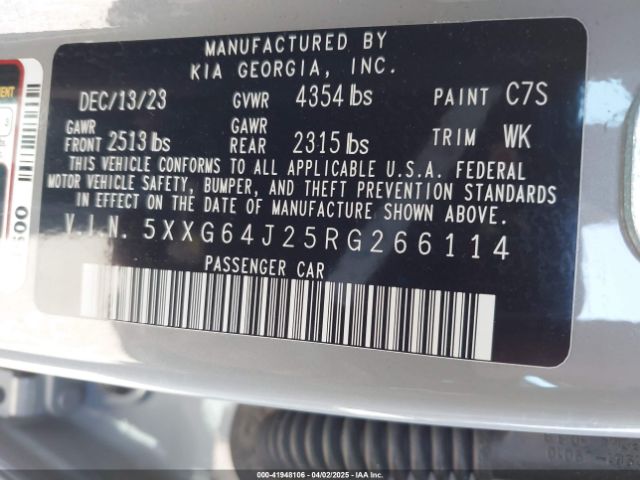 MANUFACTURED BY
KIA GEORGIA, INC.
DEC/13/23 GVWR 4354 lbs PAINT C7S
GAWR FRONT 2513 lbs GAWR REAR 2315 lbs TRIM WK
THIS VEHICLE CONFORMS TO ALL APPLICABLE U.S.A. FEDERAL
MOTOR VEHICLE SAFETY, BUMPER, AND THEFT PREVENTION STANDARDS
IN EFFECT ON THE DATE OF MANUFACTURE SHOWN ABOVE.
V.I.N. 5XXG64J25RG266114
PASSENGER CAR
000-41948106 - 04/02/2025 - IAAI.COM